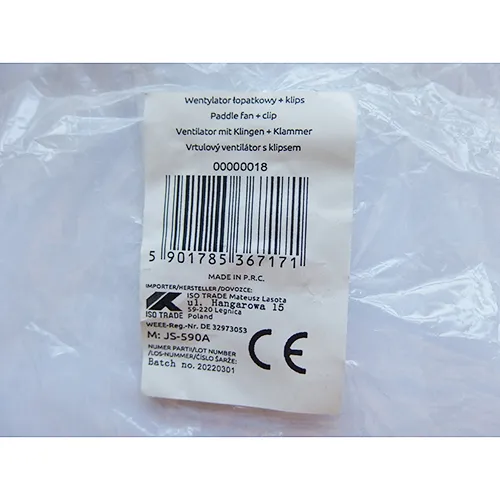 Wentylator łopatkowy + klips
Paddle fan + clip
Ventilator mit Klingen + Klammer
Vrtulový ventilátor s klipsem
00000018
5 901785 367171
MADE IN P.R.C.
IMPORTER/HERSTELLER/DOVOZCE:
ISO TRADE Mateusz Lasota
ul. Hangarowa 15
59-220 Legnica
Poland
ISO TRADE
WEEE-Reg.-Nr. DE 32973053
M: JS-590A
NUMER PARTII/LOT NUMBER
/LOS-NUMMER/ČÍSLO ŠARŽE:
Batch no. 20220301
CE